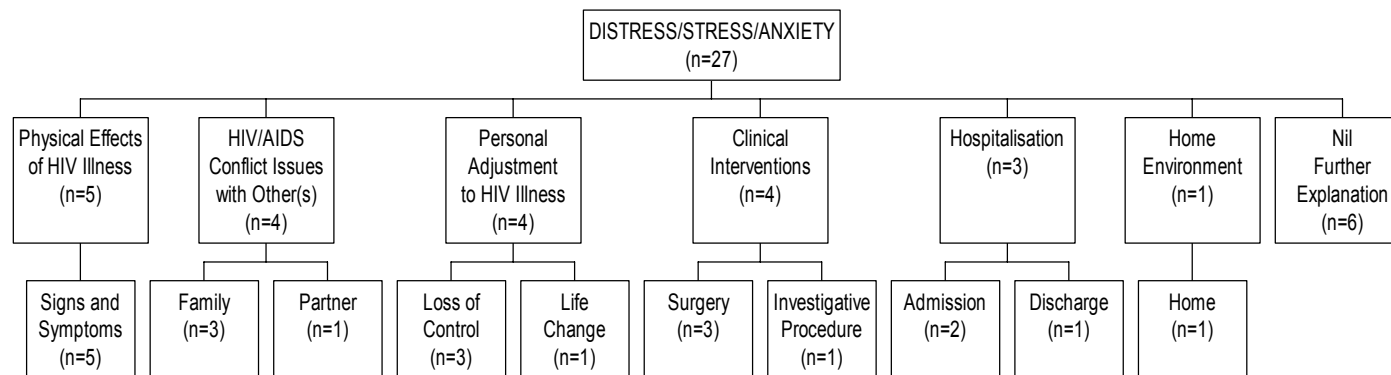 DISTRESS/STRESS/ANXIETY
(n=27)
Physical Effects
of HIV Illness
(n=5)
HIV/AIDS
Conflict Issues
with Other(s)
(n=4)
Personal
Adjustment
to HIV Illness
(n=4)
Clinical
Interventions
(n=4)
Hospitalisation
(n=3)
Home
Environment
(n=1)
Nil
Further
Explanation
(n=6)
Signs and
Symptoms
(n=5)
Family
(n=3)
Partner
(n=1)
Loss of
Control
(n=3)
Life
Change
(n=1)
Surgery
(n=3)
Investigative
Procedure
(n=1)
Admission
(n=2)
Discharge
(n=1)
Home
(n=1)